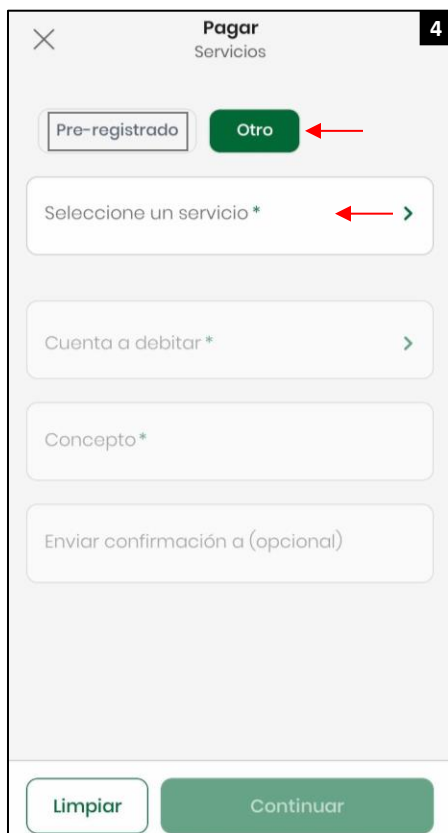 Pagar
4
Servicios
Pre-registrado
Otro
Seleccione un servicio *
Cuenta a debitar *
Concepto *
Enviar confirmación a (opcional)
Limpiar
Continuar